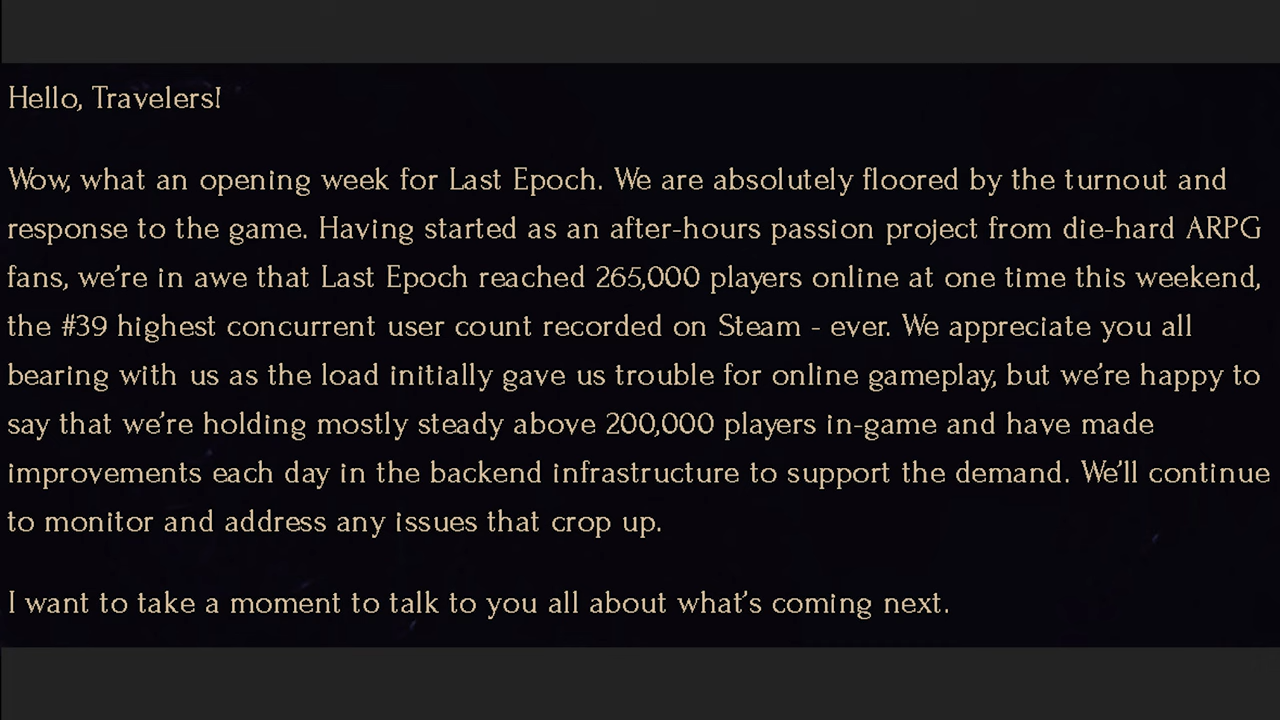 Hello, Travelers!
Wow, what an opening week for Last Epoch. We are absolutely floored by the turnout and
response to the game. Having started as an after-hours passion project from die-hard ARPG
fans, we're in awe that Last Epoch reached 265,000 players online at one time this weekend,
the #39 highest concurrent user count recorded on Steam - ever. We appreciate you all
bearing with us as the load initially gave us trouble for online gameplay, but we're happy to
say that we're holding mostly steady above 200,000 players in-game and have made
improvements each day in the backend infrastructure to support the demand. We'll continue
to monitor and address any issues that crop up.
I want to take a moment to talk to you all about what's coming next.